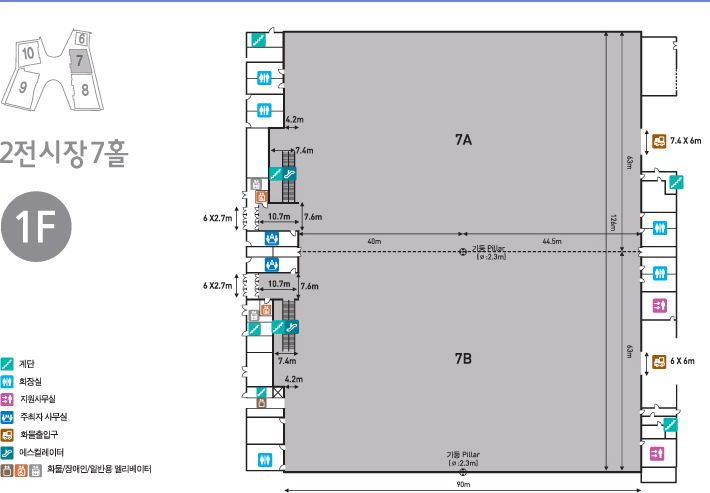 6
10
7
9
8
2전시장 7홀
1F
4.2m
7A
7.4m
7.4 X 6m
63m
6 X2.7m
10.7m
7.6m
126m
40m
44.5m
기둥 Pillar
(ø:2.3m)
6 X2.7m
10.7m
7.6m
7.4m
7B
63m
6 X 6m
4.2m
기둥 Pillar
(ø:2.3m)
90m
계단
화장실
지원사무실
주최자 사무실
화물출입구
에스컬레이터
화물/장애인/일반용 엘리베이터